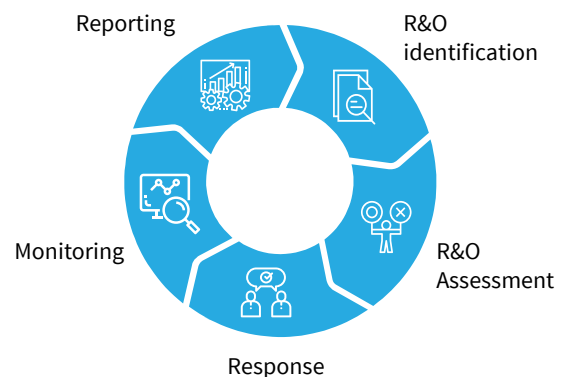 Reporting
R&O
identification
Monitoring
R&O
Assessment
Response